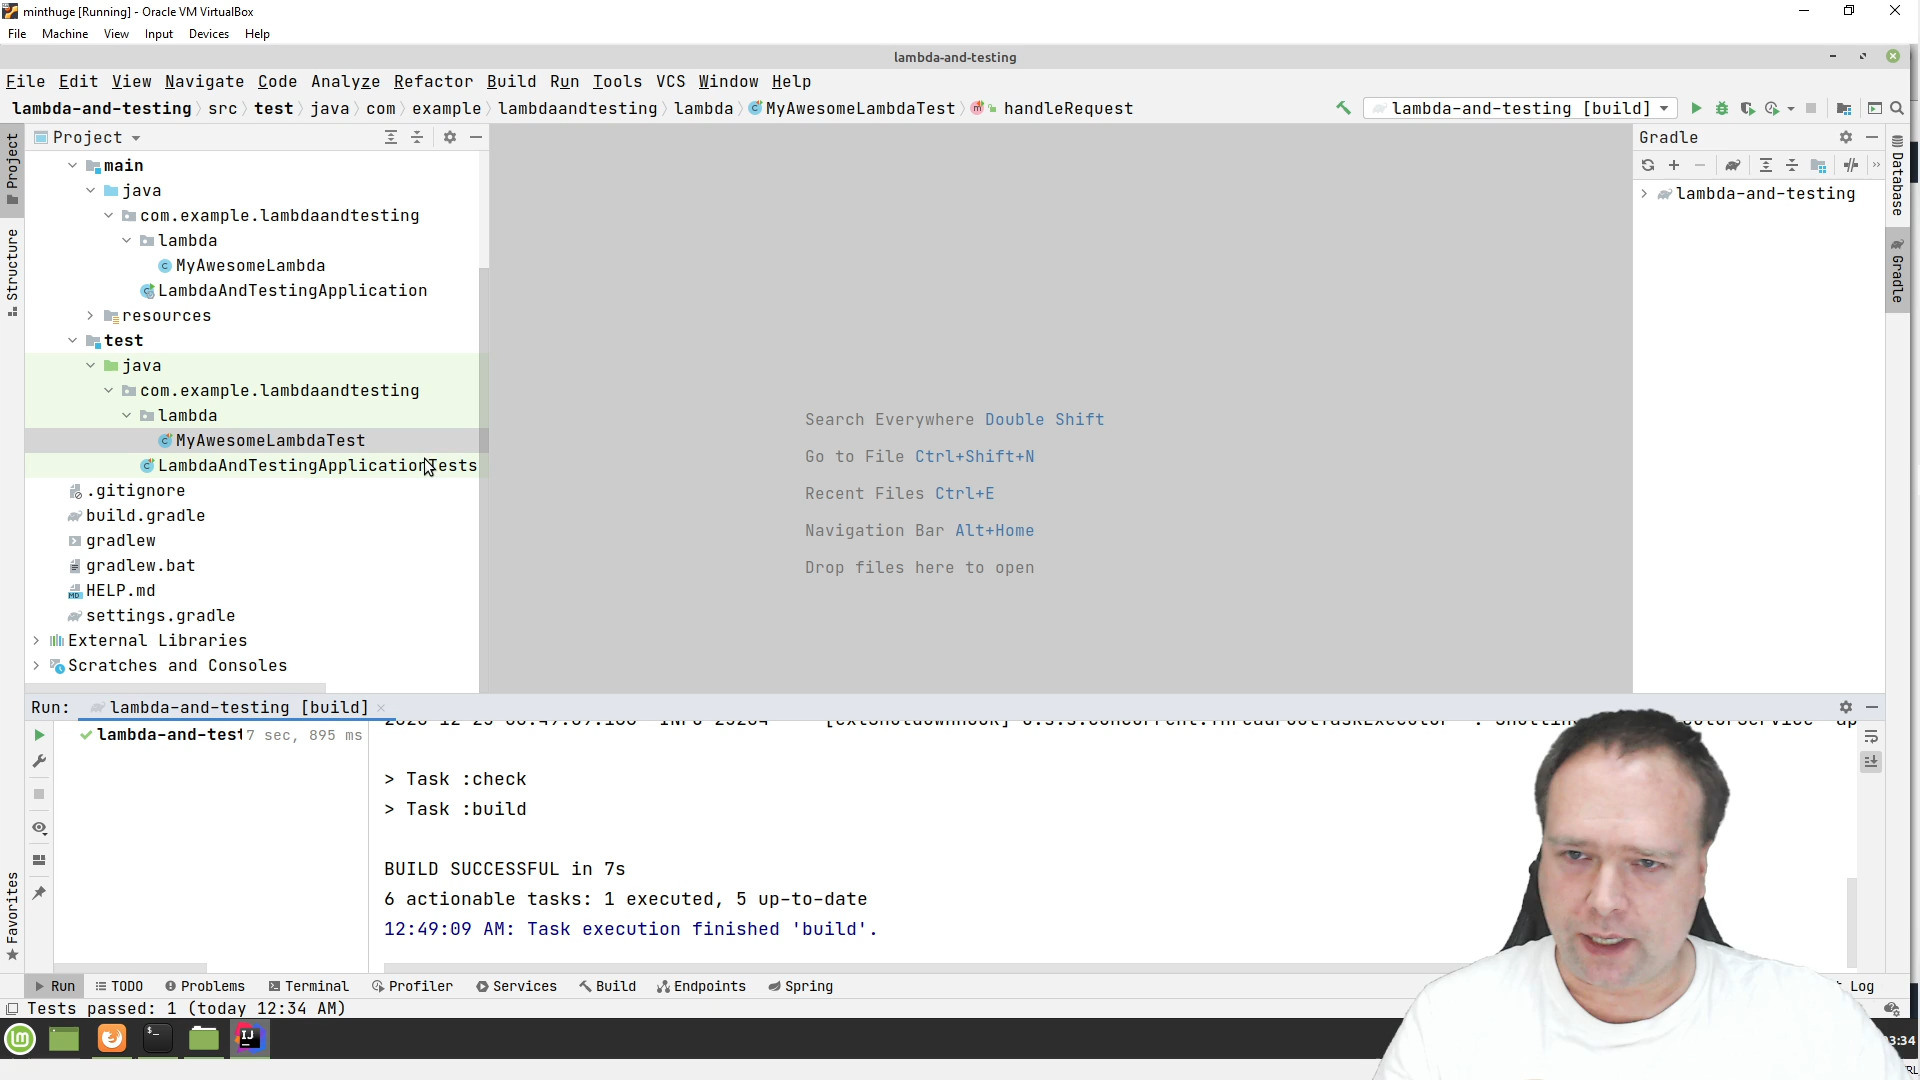 minthuge [Running] - Oracle VM VirtualBox
File Machine View Input Devices Help
lambda-and-testing
File Edit View Navigate Code Analyze Refactor Build Run Tools VCS Window Help
lambda-and-testing src test java com example lambdaandtesting lambda MyAwesomeLambdaTest handleRequest
lambda-and-testing [build]
Project
Project
Structure
Favorites
main
java
com.example.lambdaandtesting
lambda
MyAwesomeLambda
LambdaAndTestingApplication
resources
test
java
com.example.lambdaandtesting
lambda
MyAwesomeLambdaTest
LambdaAndTestingApplicationTests
.gitignore
build.gradle
gradlew
gradlew.bat
HELP.md
settings.gradle
External Libraries
Scratches and Consoles
Search Everywhere Double Shift
Go to File Ctrl+Shift+N
Recent Files Ctrl+E
Navigation Bar Alt+Home
Drop files here to open
Gradle
lambda-and-testing
Database
Gradle
Run: lambda-and-testing [build]
lambda-and-test 7 sec, 895 ms
> Task :check
> Task :build
BUILD SUCCESSFUL in 7s
6 actionable tasks: 1 executed, 5 up-to-date
12:49:09 AM: Task execution finished 'build'.
Run TODO Problems Terminal Profiler Services Build Endpoints Spring
Log
Tests passed: 1 (today 12:34 AM)
3:34